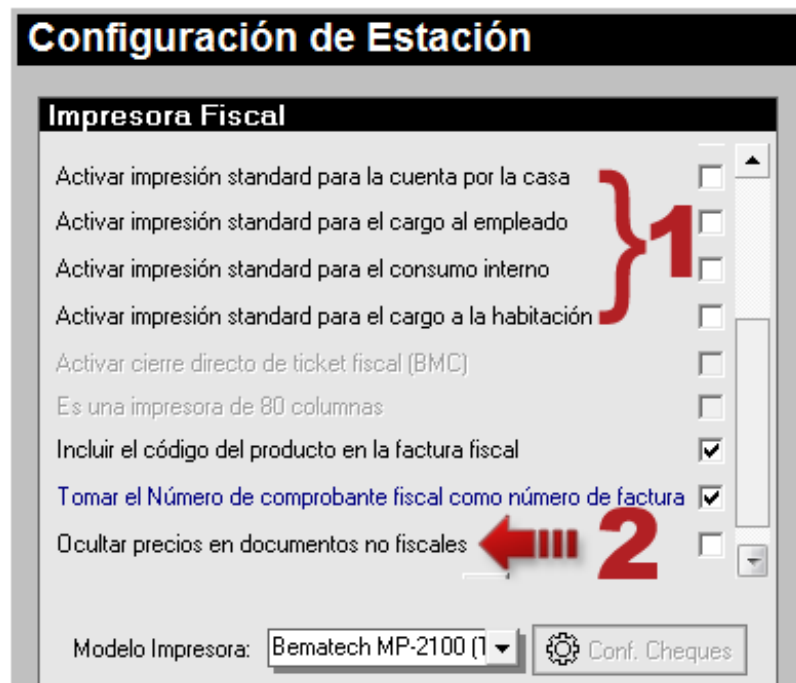 Configuración de Estación
Impresora Fiscal
Activar impresión standard para la cuenta por la casa
Activar impresión standard para el cargo al empleado
Activar impresión standard para el consumo interno
Activar impresión standard para el cargo a la habitación
1
Activar cierre directo de ticket fiscal (BMC)
Es una impresora de 80 columnas
Incluir el código del producto en la factura fiscal
Tomar el Número de comprobante fiscal como número de factura
Ocultar precios en documentos no fiscales
2
Modelo Impresora: Bematech MP-2100 (T Conf. Cheques